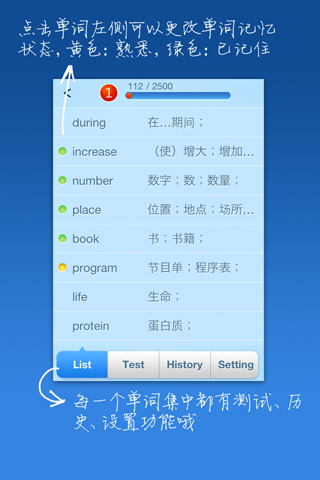 点击单词左侧可以更改单词记忆
状态, 黄色: 熟悉, 绿色: 已记住
< 1 112 / 2500
during 在…期间；
increase （使）增大；增加…
number 数字；数；数量；
place 位置；地点；场所…
book 书；书籍；
program 节目单；程序表；
life 生命；
protein 蛋白质；
List Test History Setting
每一个单词集中都有测试、历
史、设置功能哦